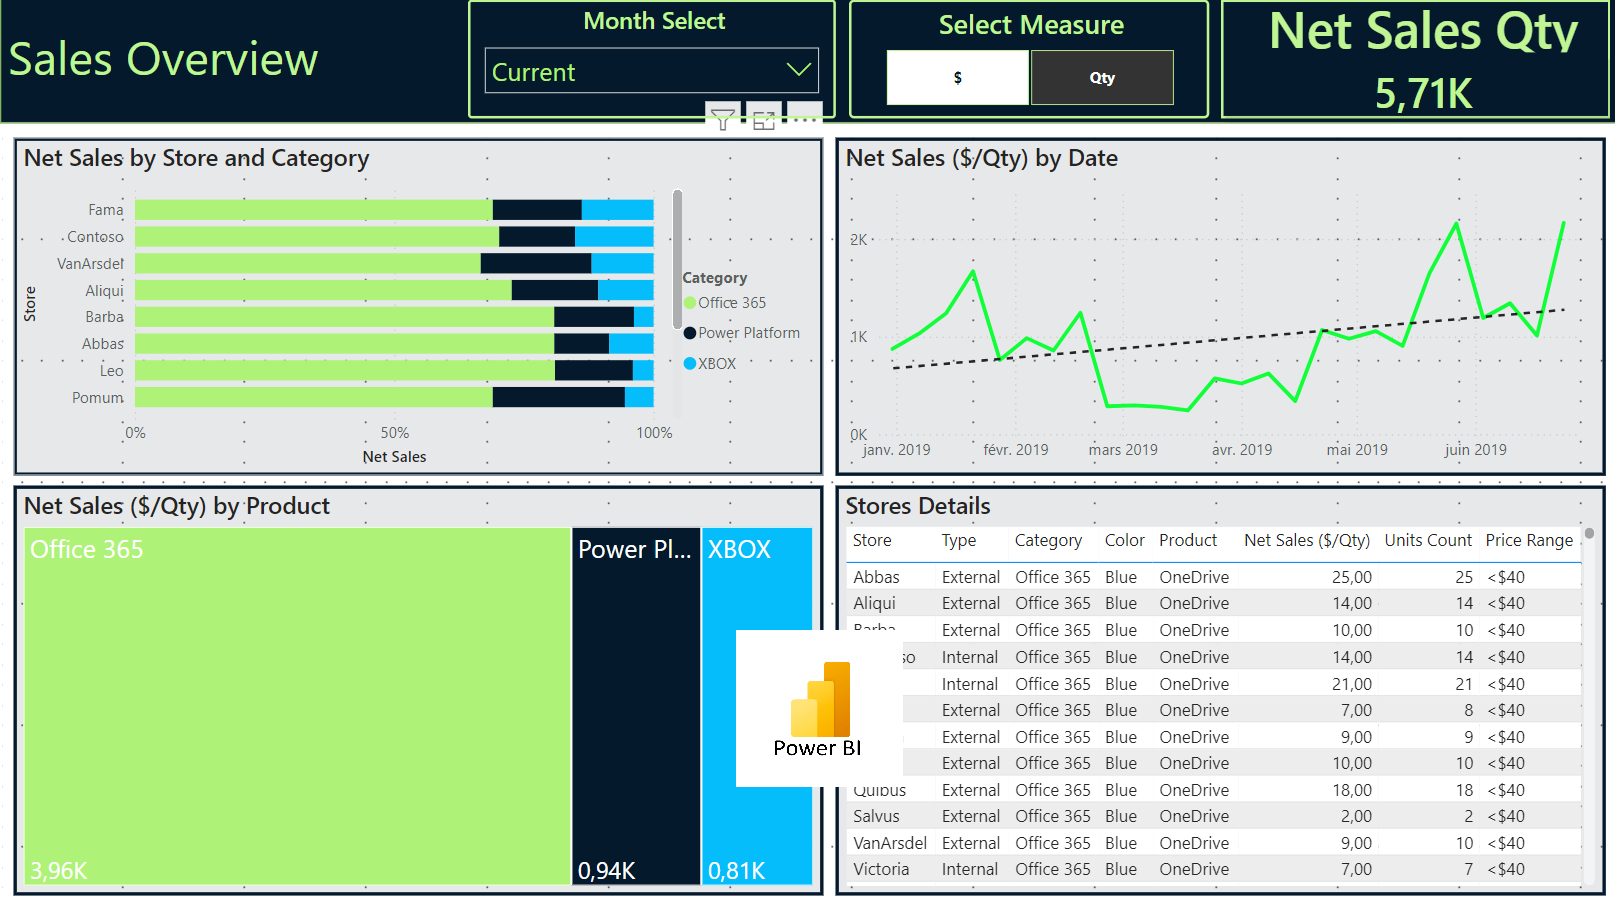 Sales Overview
Month Select
Current
Select Measure
$
Qty
Net Sales Qty
5,71K
Net Sales by Store and Category
Store
Fama
Contoso
VanArsdel
Aliqui
Barba
Abbas
Leo
Pomum
0%
50%
100%
Net Sales
Category
Office 365
Power Platform
XBOX
Net Sales ($/Qty) by Date
2K
1K
0K
janv. 2019
févr. 2019
mars 2019
avr. 2019
mai 2019
juin 2019
Net Sales ($/Qty) by Product
Office 365
3,96K
Power Pl...
0,94K
XBOX
0,81K
Power BI
Stores Details
Store Type Category Color Product Net Sales ($/Qty) Units Count Price Range
Abbas External Office 365 Blue OneDrive 25,00 25 <$40
Aliqui External Office 365 Blue OneDrive 14,00 14 <$40
Barba External Office 365 Blue OneDrive 10,00 10 <$40
so Internal Office 365 Blue OneDrive 14,00 14 <$40
Internal Office 365 Blue OneDrive 21,00 21 <$40
External Office 365 Blue OneDrive 7,00 8 <$40
External Office 365 Blue OneDrive 9,00 9 <$40
External Office 365 Blue OneDrive 10,00 10 <$40
Quibus External Office 365 Blue OneDrive 18,00 18 <$40
Salvus External Office 365 Blue OneDrive 2,00 2 <$40
VanArsdel External Office 365 Blue OneDrive 9,00 10 <$40
Victoria Internal Office 365 Blue OneDrive 7,00 7 <$40